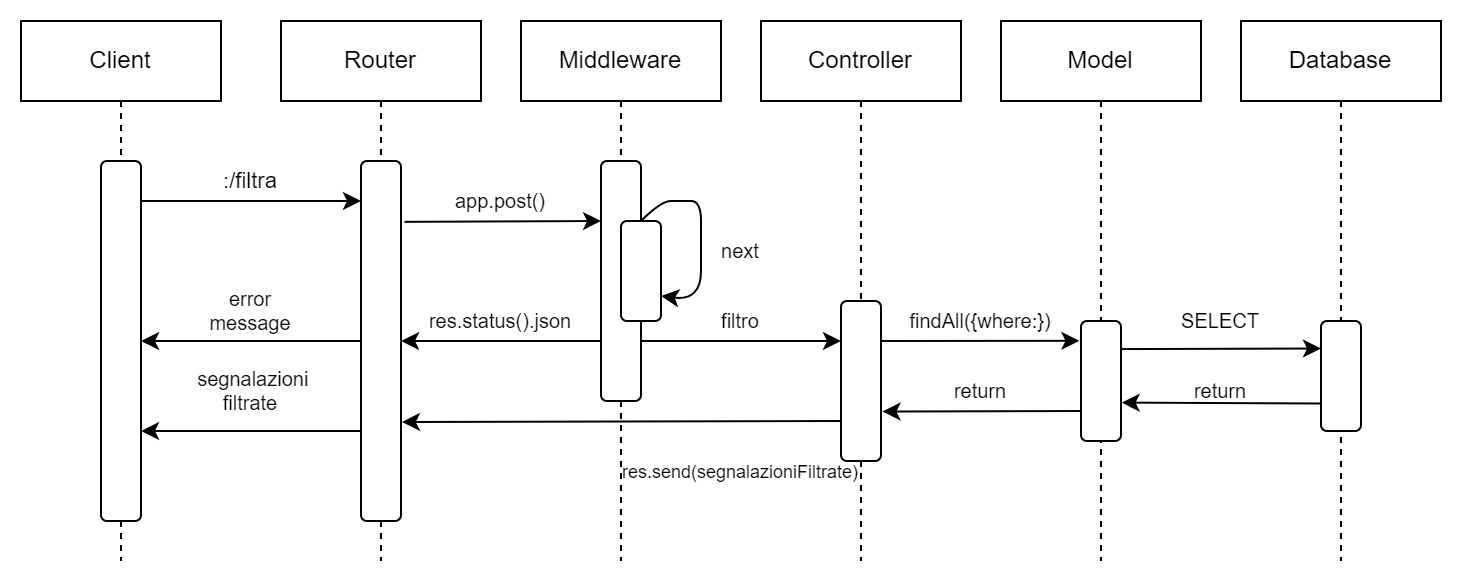 Client
Router
Middleware
Controller
Model
Database
:/filtra
app.post()
next
error
message
res.status().json
filtro
findAll({where:})
SELECT
segnalazioni
filtrate
return
return
res.send(segnalazioniFiltrate)